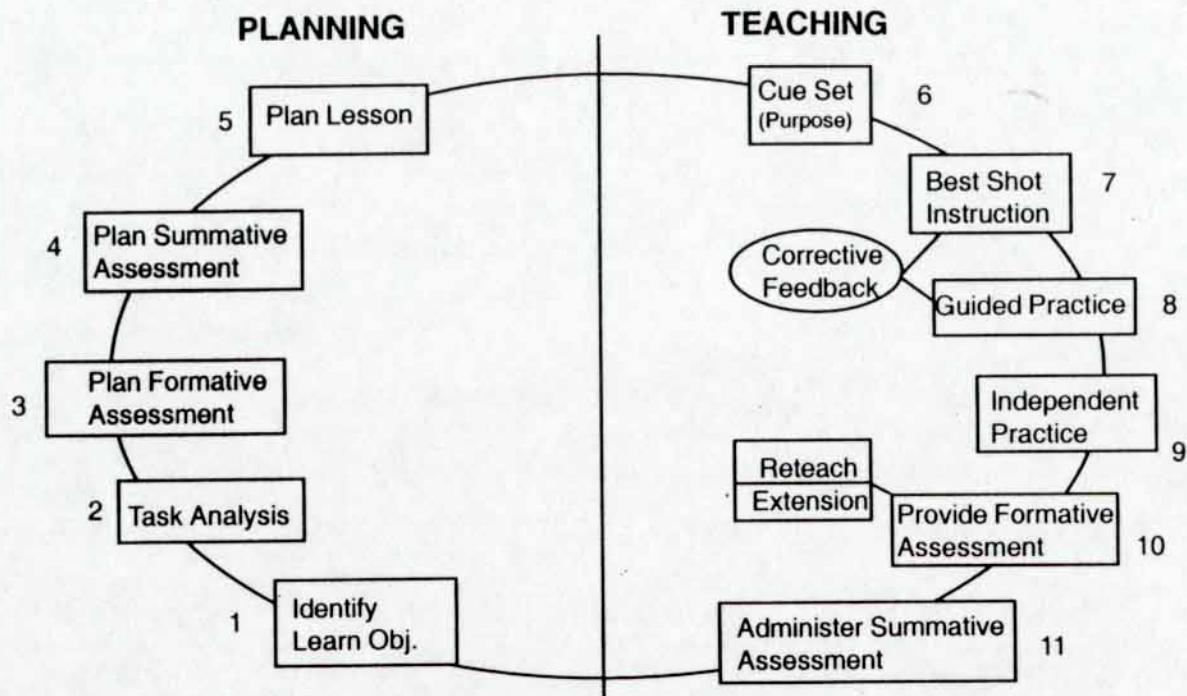 PLANNING
TEACHING
5
Plan Lesson
4
Plan Summative
Assessment
3
Plan Formative
Assessment
2
Task Analysis
1
Identify
Learn Obj.
Cue Set
(Purpose)
6
Best Shot
Instruction
7
Corrective
Feedback
Guided Practice
8
Independent
Practice
9
Reteach
Extension
Provide Formative
Assessment
10
Administer Summative
Assessment
11